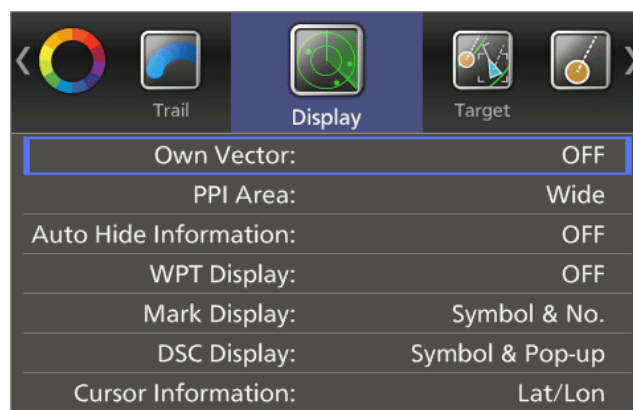 Trail
Display
Target
Own Vector: OFF
PPI Area: Wide
Auto Hide Information: OFF
WPT Display: OFF
Mark Display: Symbol & No.
DSC Display: Symbol & Pop-up
Cursor Information: Lat/Lon